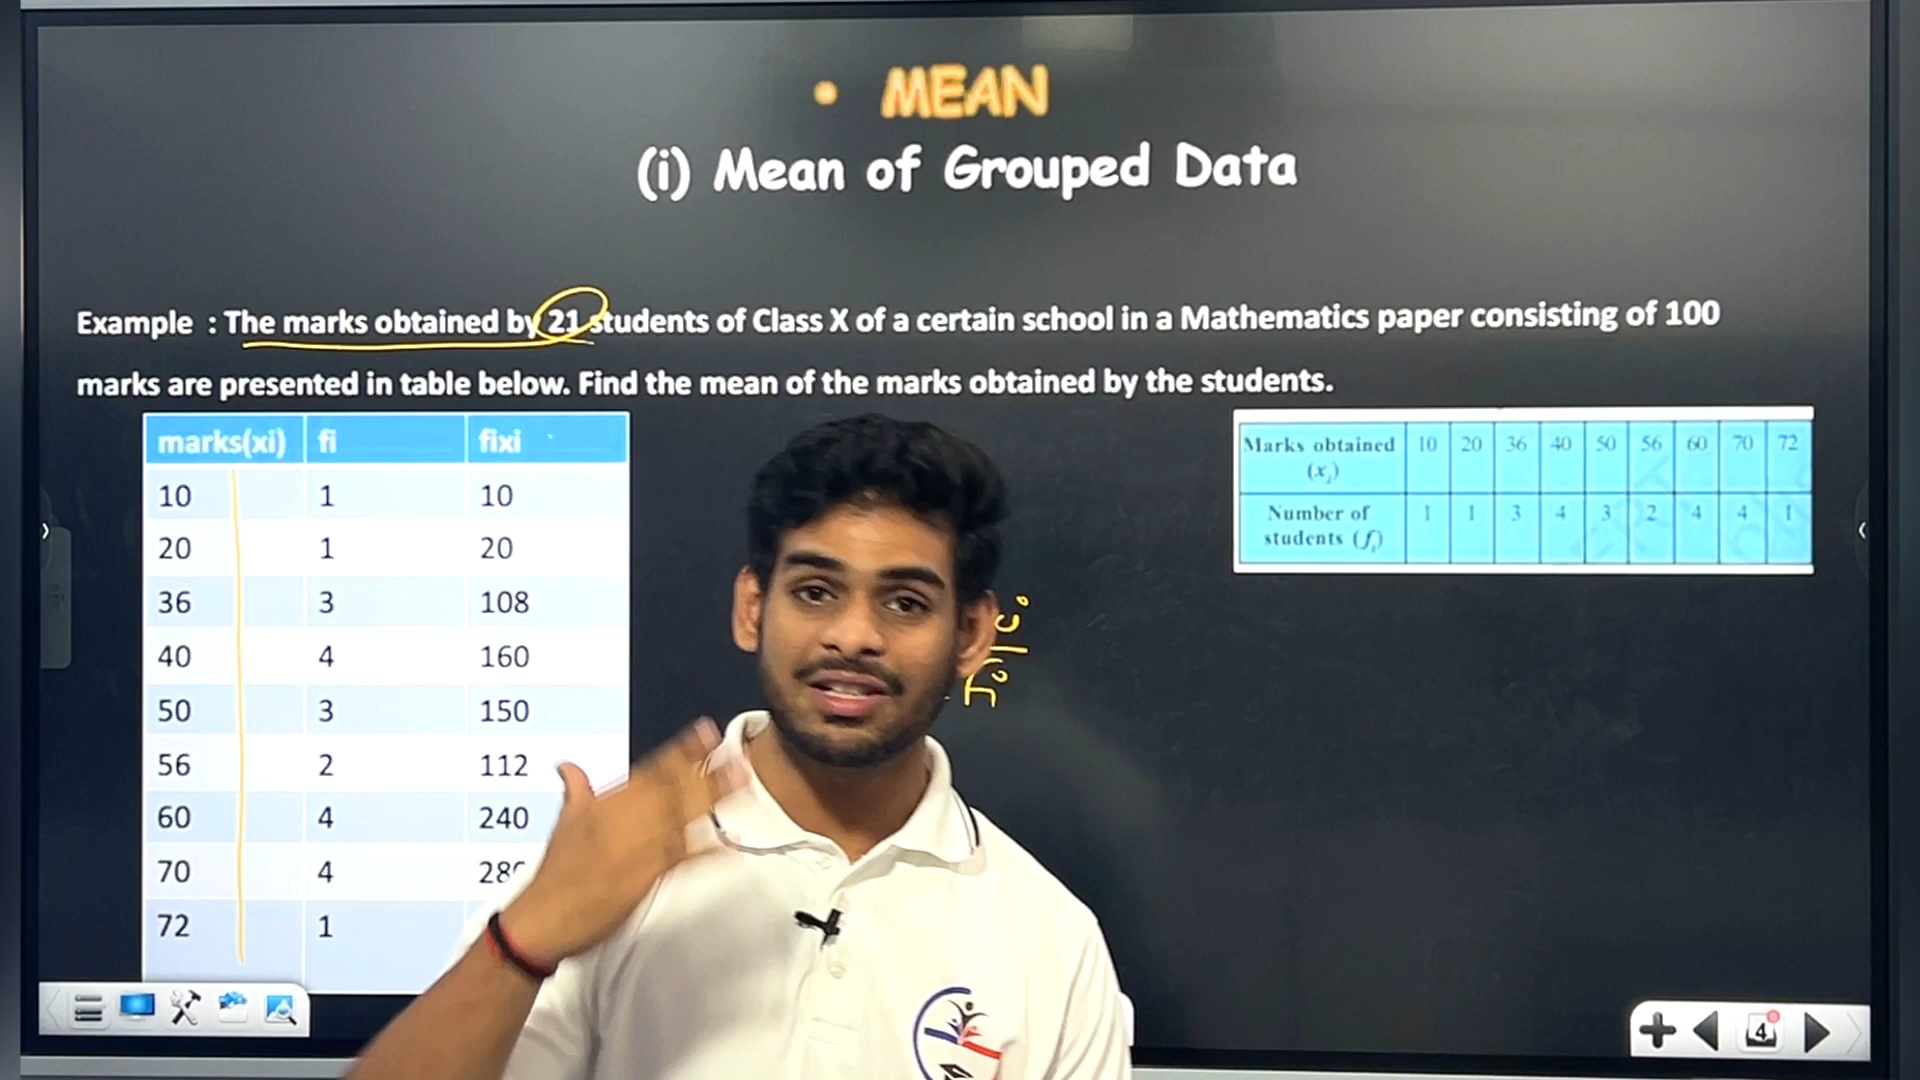 • MEAN
(i) Mean of Grouped Data
Example : The marks obtained by 21 students of Class X of a certain school in a Mathematics paper consisting of 100
marks are presented in table below. Find the mean of the marks obtained by the students.
marks(xi) fi fixi
10 1 10
20 1 20
36 3 108
40 4 160
50 3 150
56 2 112
60 4 240
70 4
72 1
Marks obtained 10 20 36 40 50 56 60 70 72
(xi)
Number of 1 1 3 4 3 2 4 4 1
students (fi)
4